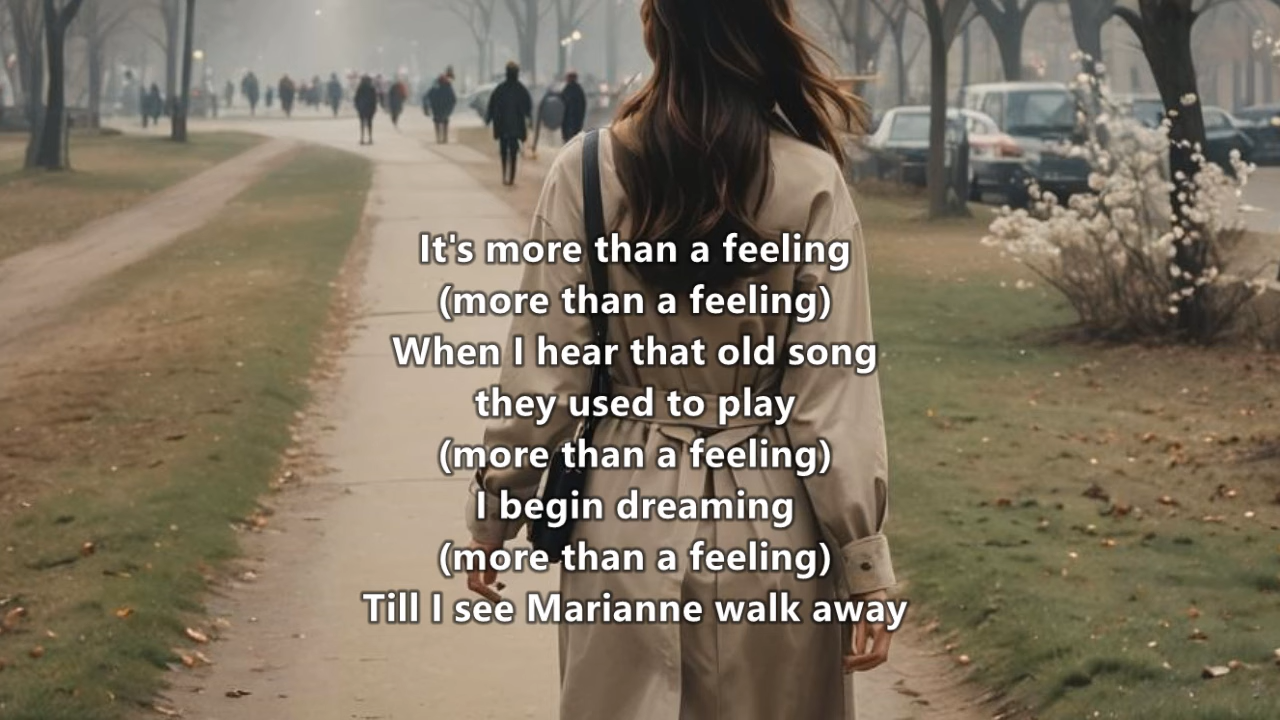 It's more than a feeling
(more than a feeling)
When I hear that old song
they used to play
(more than a feeling)
I begin dreaming
(more than a feeling)
Till I see Marianne walk away